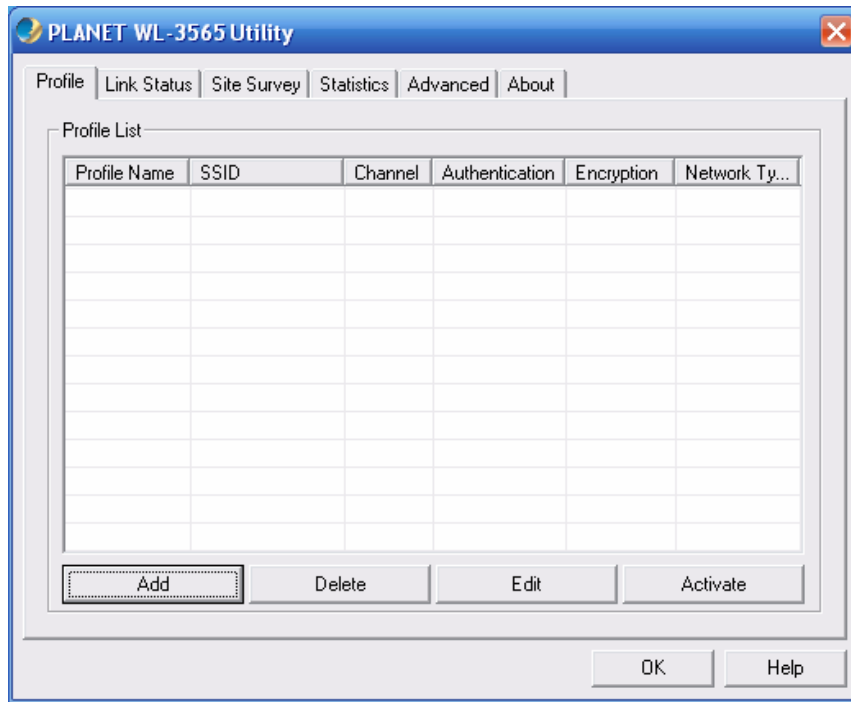 PLANET WL-3565 Utility
Profile Link Status Site Survey Statistics Advanced About
Profile List
Profile Name SSID Channel Authentication Encryption Network Ty...
Add Delete Edit Activate
OK Help